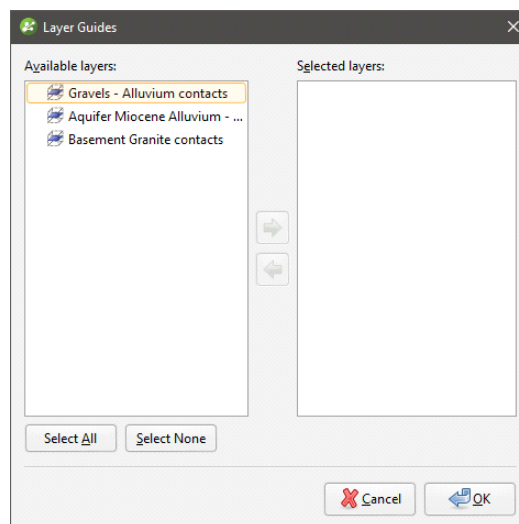 Layer Guides
Available layers:
Selected layers:
Gravels - Alluvium contacts
Aquifer Miocene Alluvium - ...
Basement Granite contacts
Select All
Select None
Cancel
OK